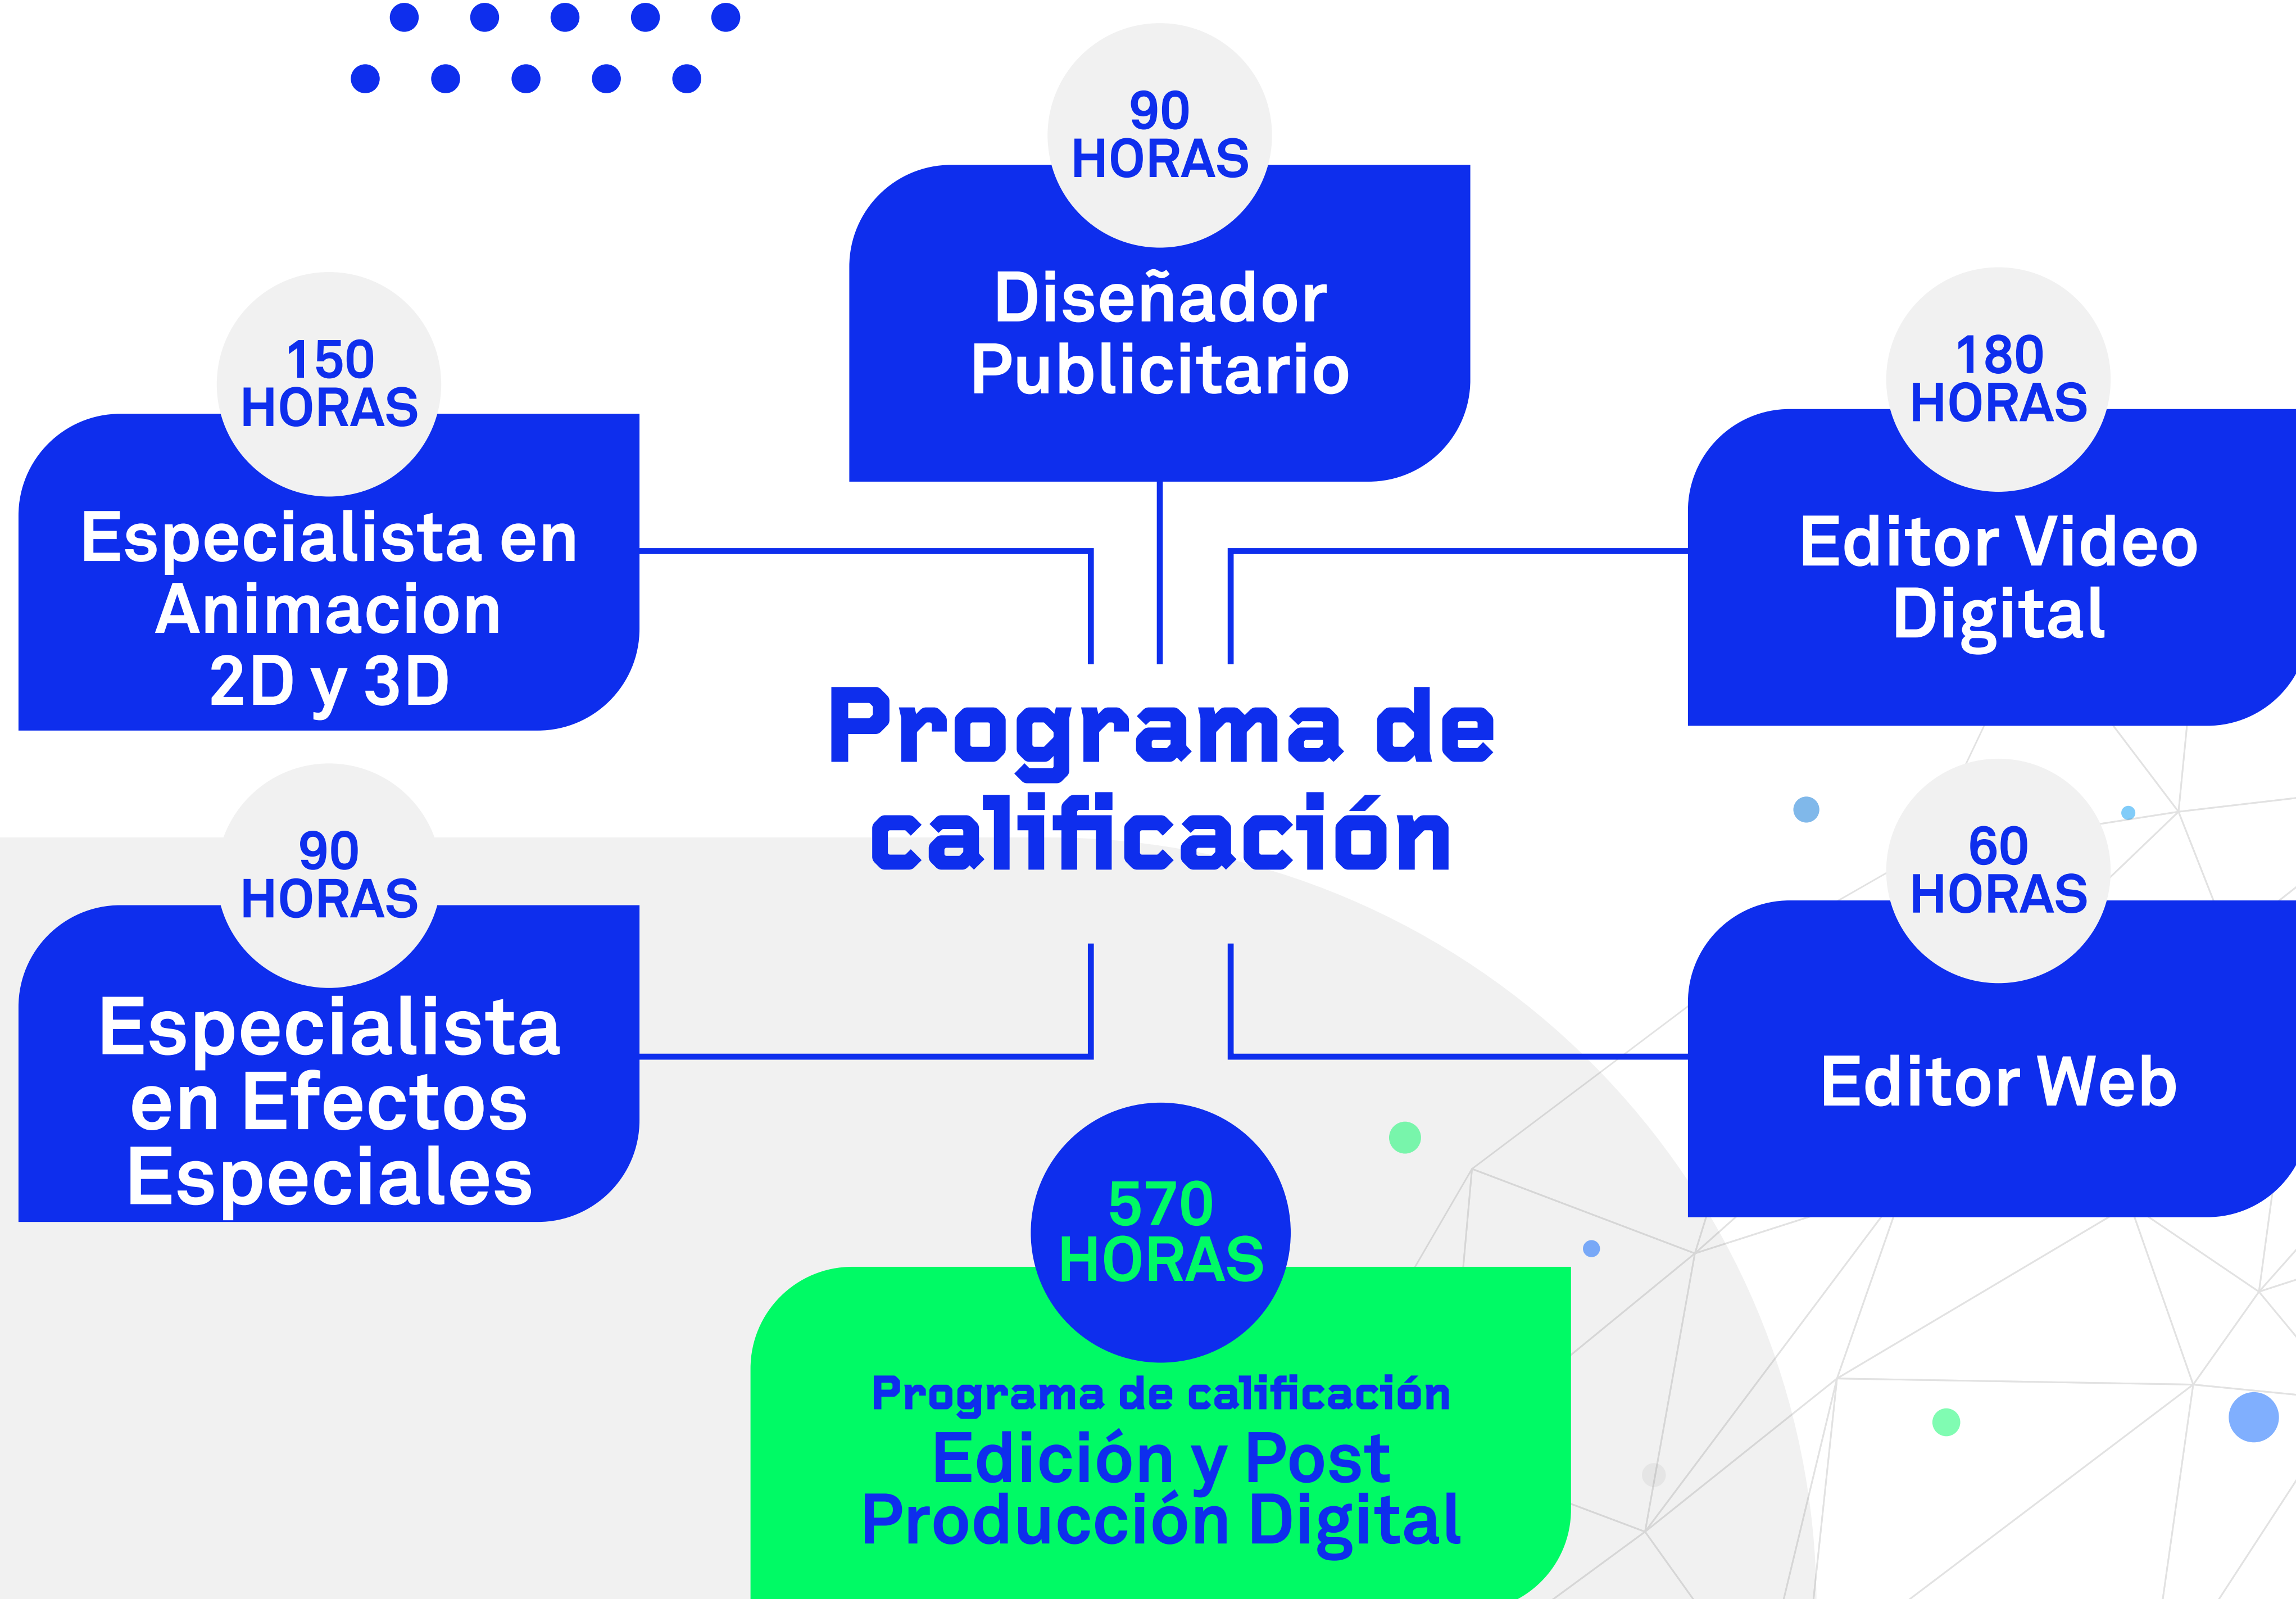 90
HORAS
Diseñador
Publicitario
150
HORAS
Especialista en
Animacion
2D y 3D
180
HORAS
Editor Video
Digital
Programa de
calificación
90
HORAS
Especialista
en Efectos
Especiales
60
HORAS
Editor Web
570
HORAS
Programa de calificación
Edición y Post
Producción Digital